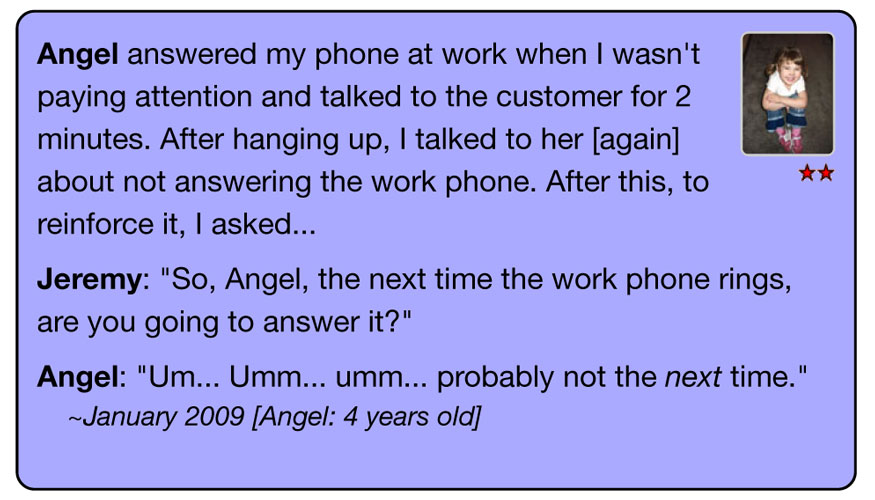 Angel answered my phone at work when I wasn't
paying attention and talked to the customer for 2
minutes. After hanging up, I talked to her [again]
about not answering the work phone. After this, to
reinforce it, I asked...
Jeremy: "So, Angel, the next time the work phone rings,
are you going to answer it?"
Angel: "Um... Umm... umm... probably not the next time."
~January 2009 [Angel: 4 years old]